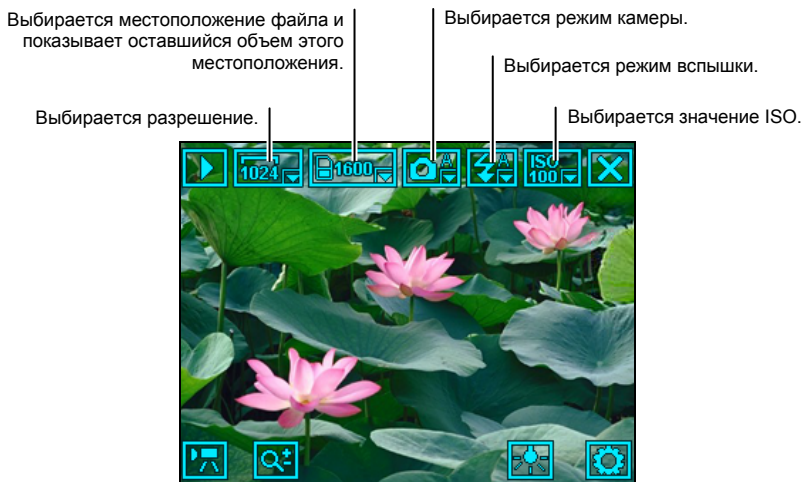 Выбирается местоположение файла и
показывает оставшийся объем этого
местоположения.
Выбирается режим камеры.
Выбирается режим вспышки.
Выбирается разрешение.
Выбирается значение ISO.
1024
1600
A
A
ISO
100